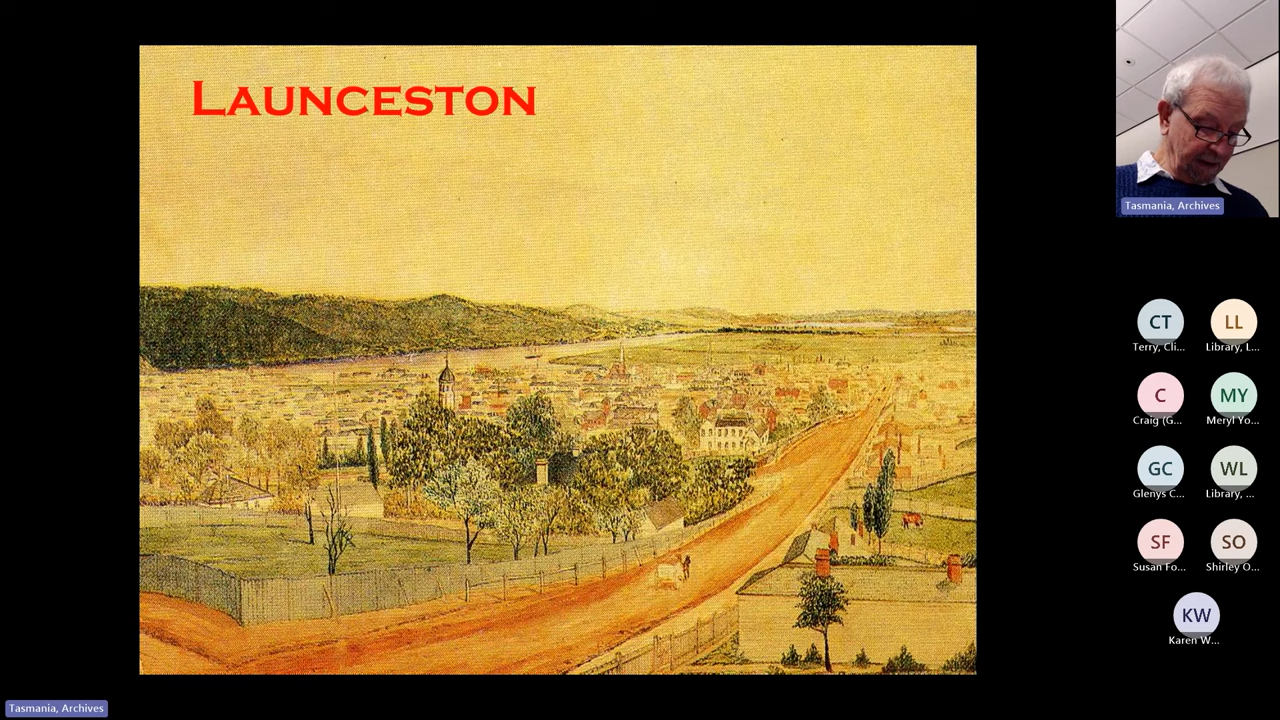 LAUNCESTON
Tasmania, Archives
CT
LL
Terry, Cli...
Library, L...
C
MY
Craig (G...
Meryl Yo...
GC
WL
Glenys C...
Library, ...
SF
SO
Susan Fo...
Shirley O...
KW
Karen W...
Tasmania, Archives